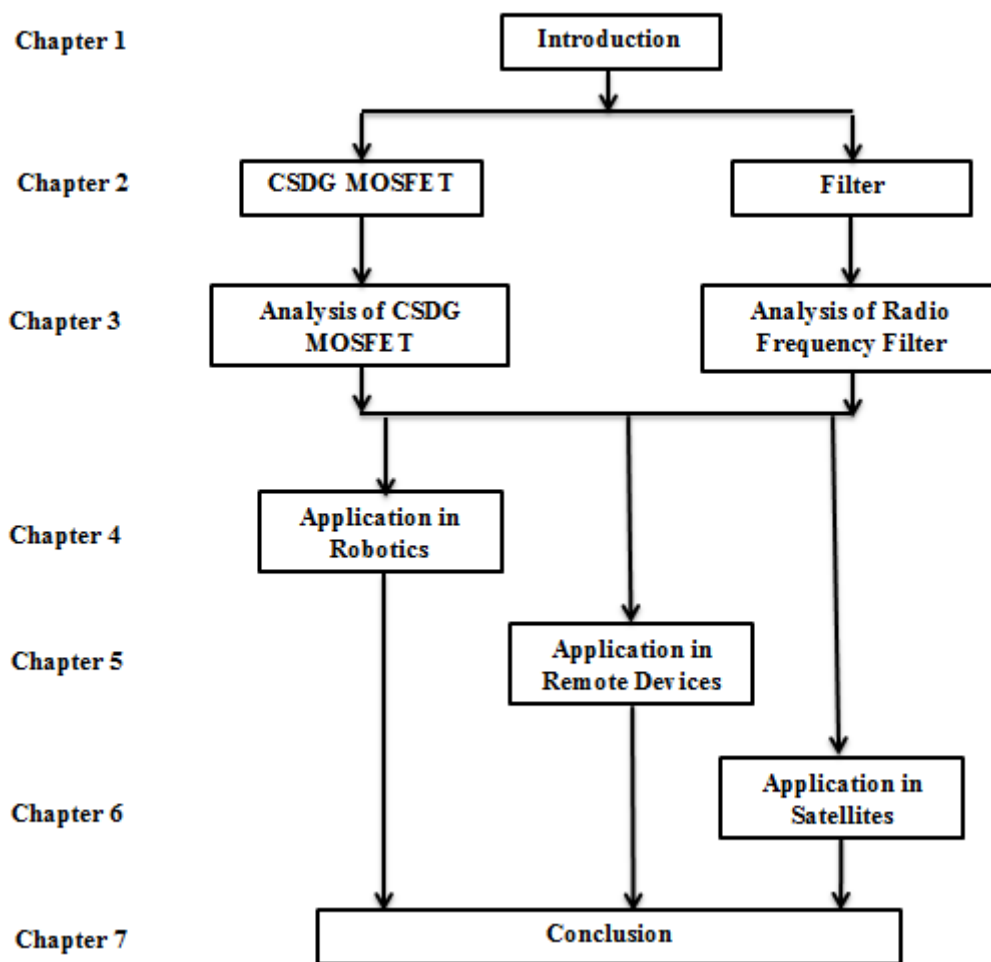 Chapter 1
Introduction
Chapter 2
CSDG MOSFET
Filter
Chapter 3
Analysis of CSDG
MOSFET
Analysis of Radio
Frequency Filter
Chapter 4
Application in
Robotics
Chapter 5
Application in
Remote Devices
Chapter 6
Application in
Satellites
Chapter 7
Conclusion